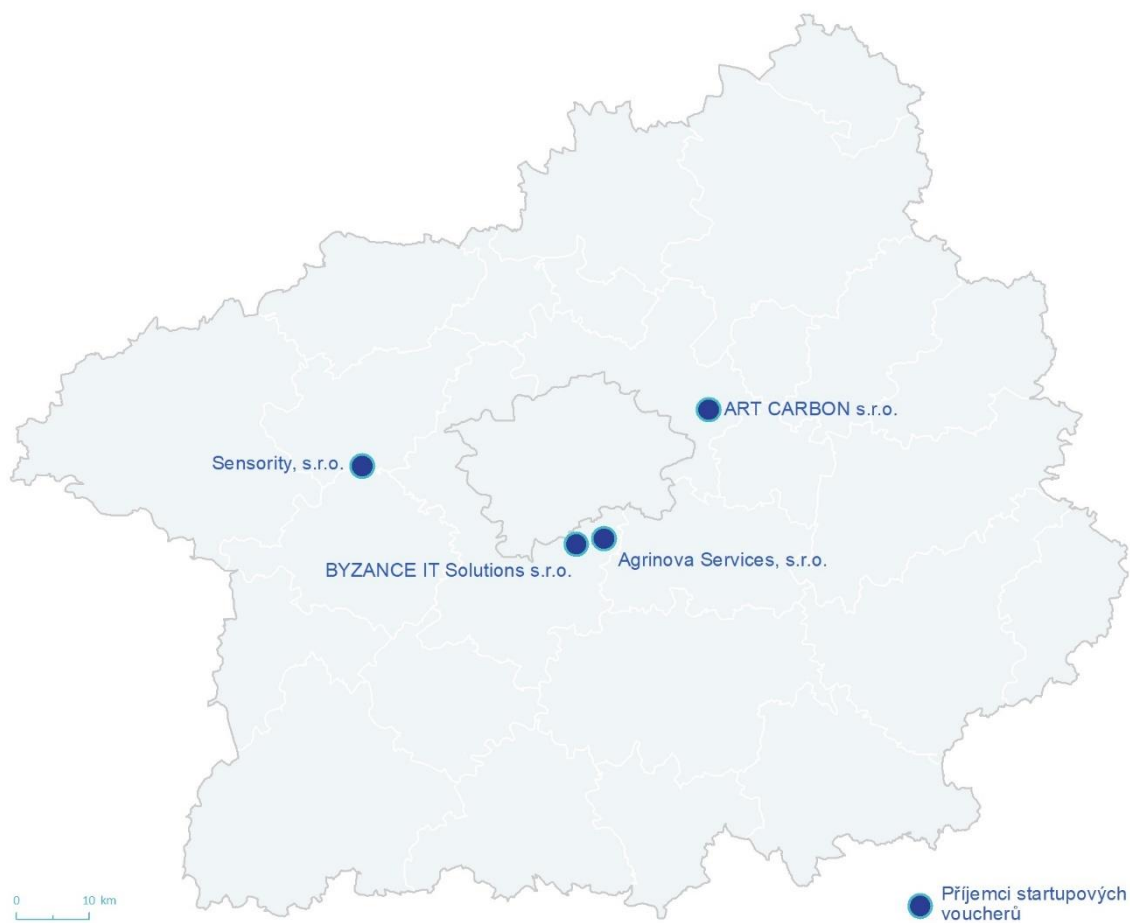 ART CARBON s.r.o.
Sensority, s.r.o.
BYZANCE IT Solutions s.r.o.
Agrinova Services, s.r.o.
0 10 km
Příjemci startupových
voucherů